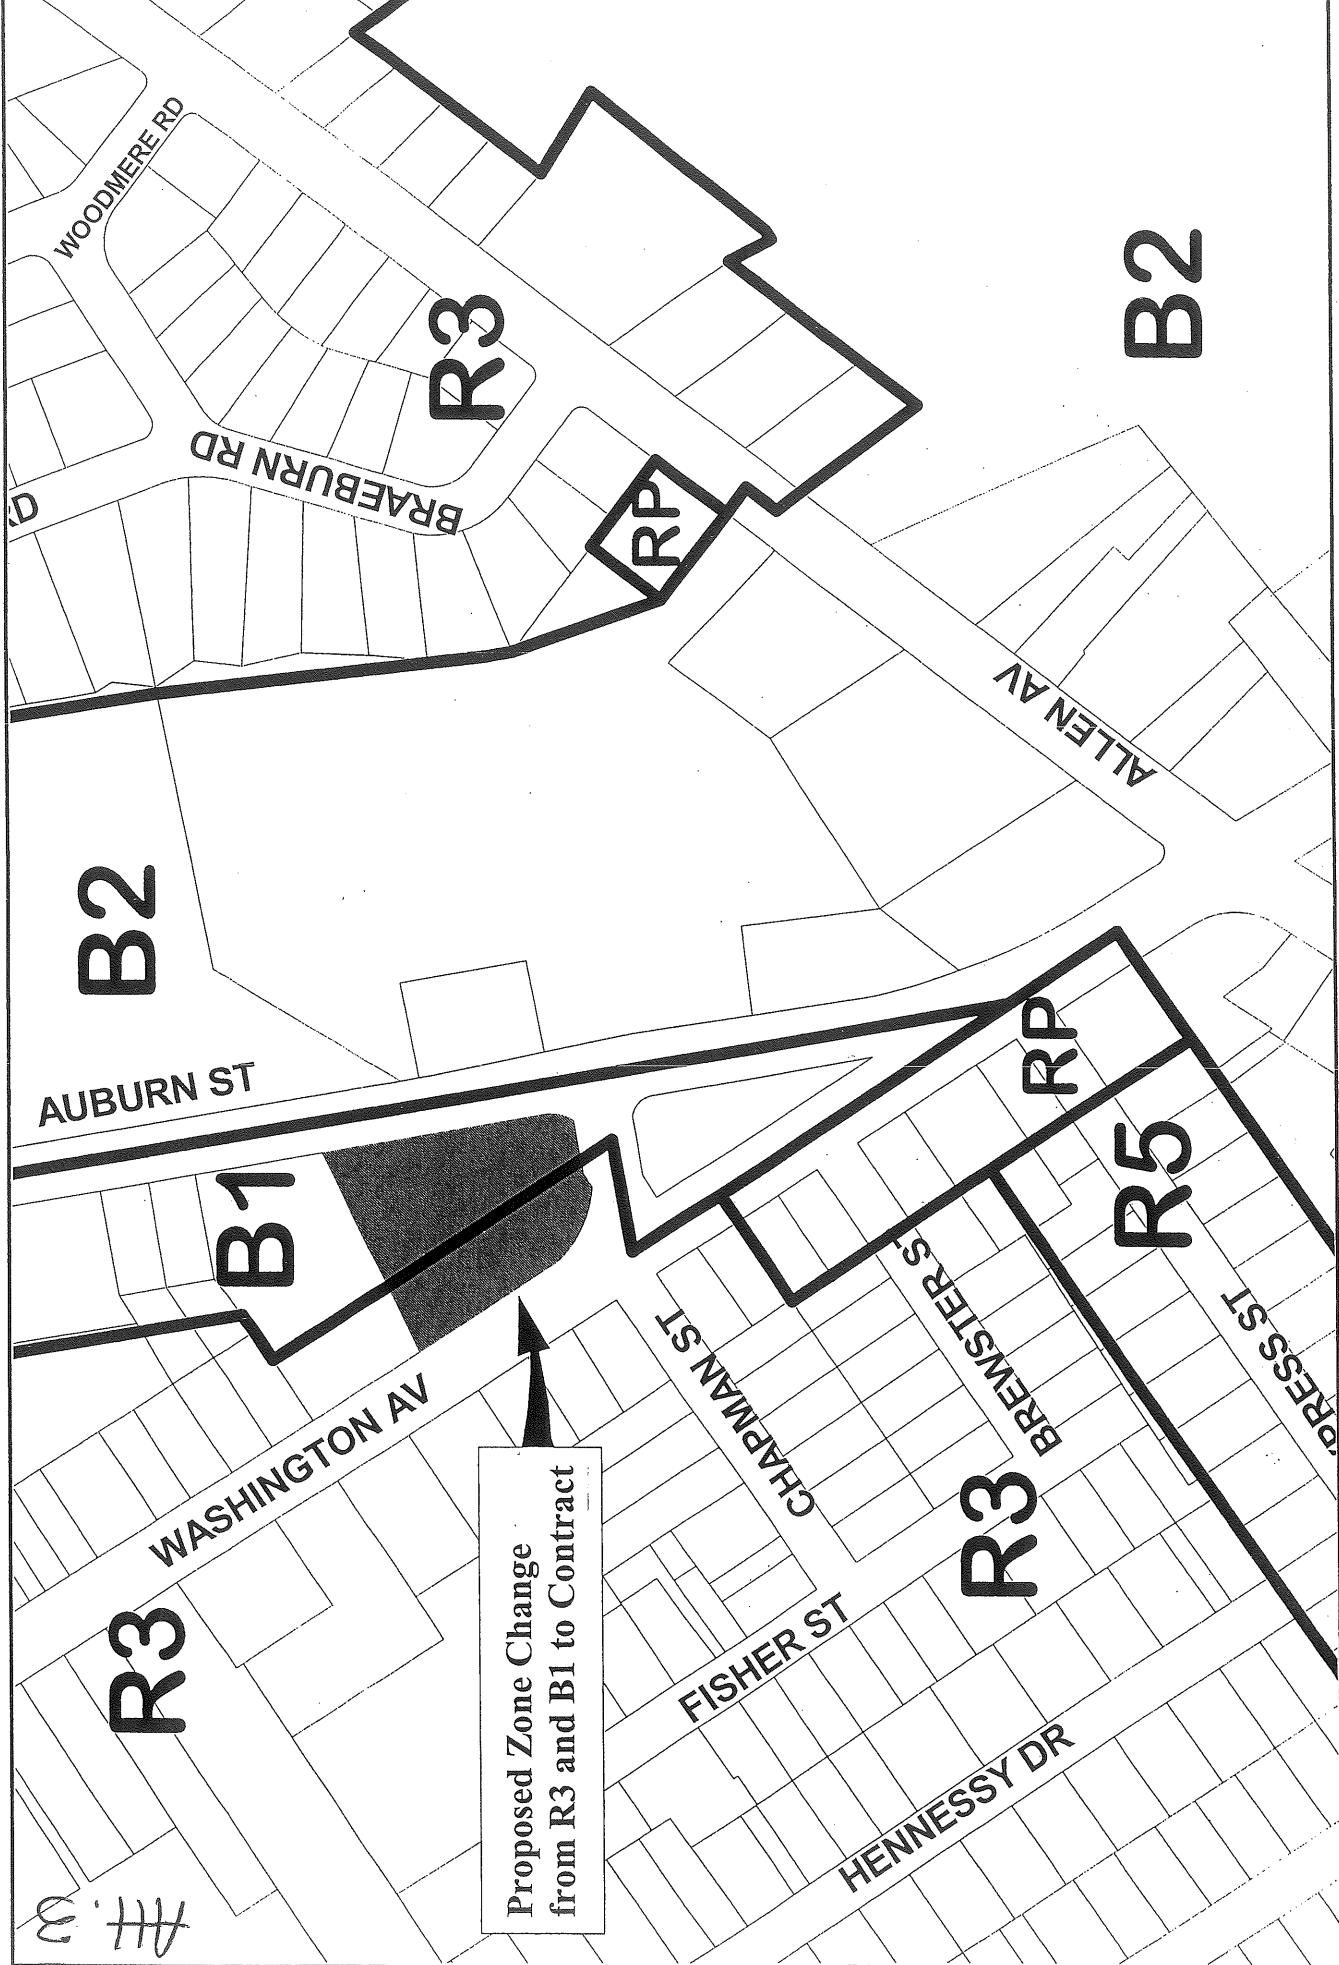 Att. 3
WOODMERE RD
RD
BRAEBURN RD
R3
RP
B2
B2
ALLEN AV
AUBURN ST
B1
RP
R5
WASHINGTON AV
CHAPMAN ST
BREWSTER S
PRESS ST
R3
R3
FISHER ST
HENNESSY DR
Proposed Zone Change
from R3 and B1 to Contract